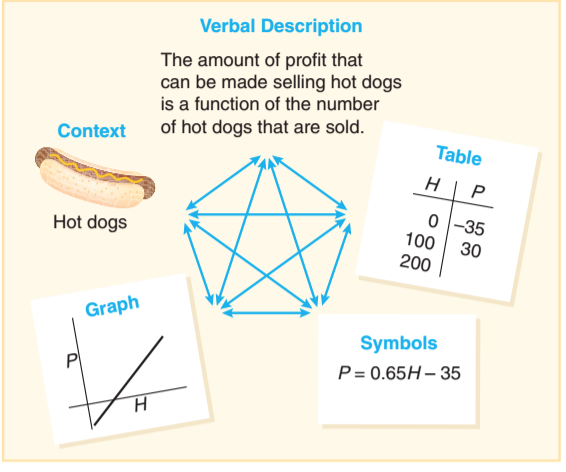 Verbal Description
The amount of profit that
can be made selling hot dogs
is a function of the number
of hot dogs that are sold.
Context
Hot dogs
Table
H P
0 –35
100 30
200
Graph
P
H
Symbols
P = 0.65H – 35